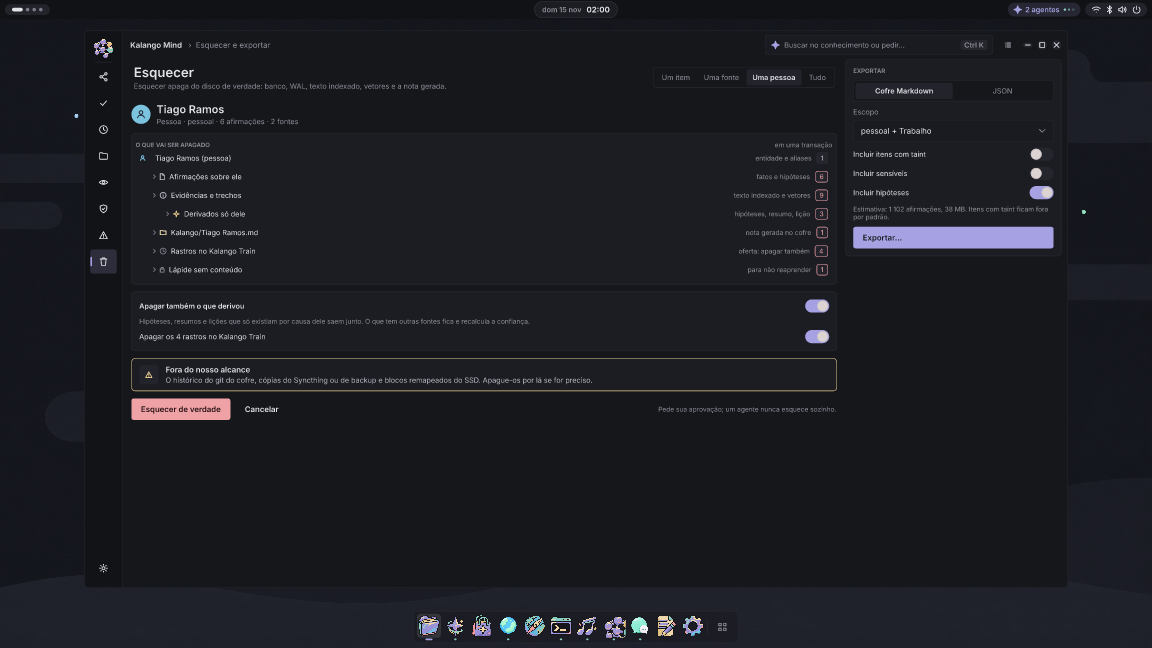 dom 15 nov 02:00
2 agentes
Kalango Mind › Esquecer e exportar
Buscar no conhecimento ou pedir... Ctrl K
Esquecer
Esquecer apaga do disco de verdade: banco, WAL, texto indexado, vetores e a nota gerada.
Um item Uma fonte Uma pessoa Tudo
Tiago Ramos
Pessoa · pessoal · 6 afirmações · 2 fontes
O QUE VAI SER APAGADO em uma transação
Tiago Ramos (pessoa) entidade e aliases 1
Afirmações sobre ele fatos e hipóteses 6
Evidências e trechos texto indexado e vetores 9
Derivados só dele hipóteses, resumo, lição 3
Kalango/Tiago Ramos.md nota gerada no cofre 1
Rastros no Kalango Train oferta: apagar também 4
Lápide sem conteúdo para não reaprender 1
Apagar também o que derivou
Hipóteses, resumos e lições que só existiam por causa dele saem junto. O que tem outras fontes fica e recalcula a confiança.
Apagar os 4 rastros no Kalango Train
Fora do nosso alcance
O histórico do git do cofre, cópias do Syncthing ou de backup e blocos remapeados do SSD. Apague-os por lá se for preciso.
Esquecer de verdade Cancelar Pede sua aprovação; um agente nunca esquece sozinho.
EXPORTAR
Cofre Markdown JSON
Escopo
pessoal + Trabalho
Incluir itens com taint
Incluir sensíveis
Incluir hipóteses
Estimativa: 1 102 afirmações, 38 MB. Itens com taint ficam fora
por padrão.
Exportar...